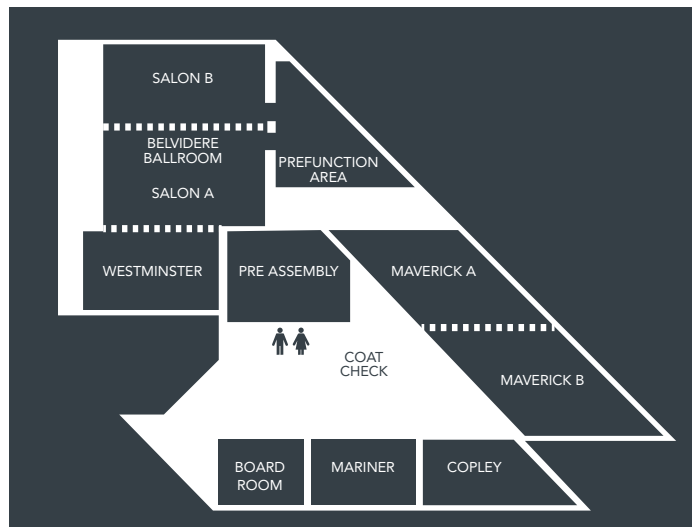 SALON B
BELVIDERE
BALLROOM
PREFUNCTION
AREA
SALON A
WESTMINSTER
PRE ASSEMBLY
MAVERICK A
COAT
CHECK
MAVERICK B
BOARD
ROOM
MARINER
COPLEY